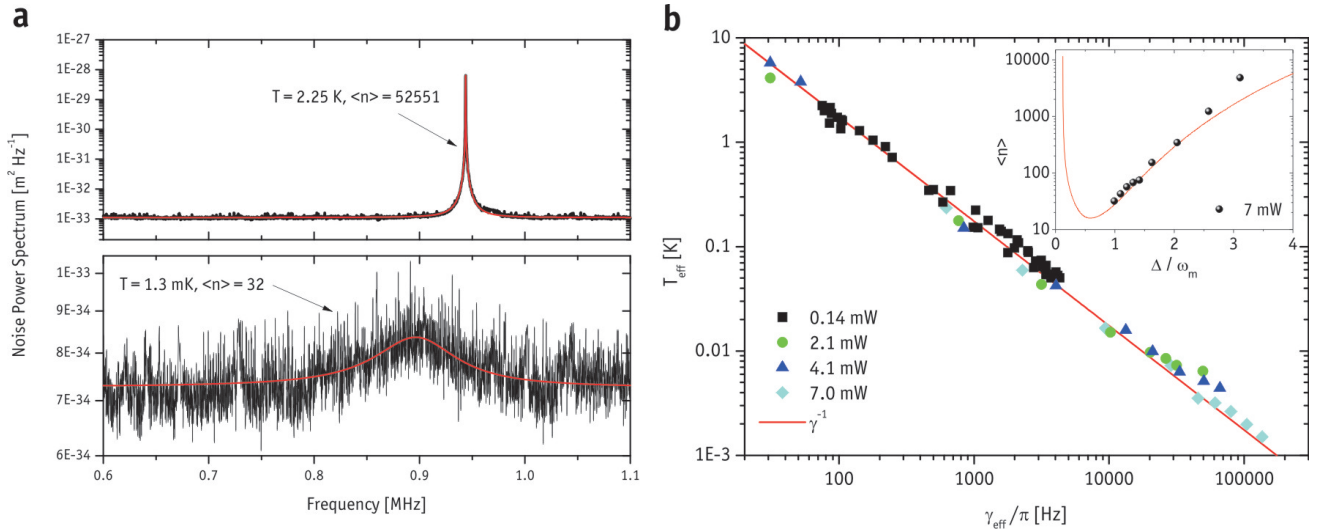 a
Noise Power Spectrum [m² Hz⁻¹]
1E-27
1E-28
1E-29
1E-30
1E-31
1E-32
1E-33
T = 2.25 K, <n> = 52551
1E-33
9E-34
8E-34
7E-34
6E-34
T = 1.3 mK, <n> = 32
0.6 0.7 0.8 0.9 1.0 1.1
Frequency [MHz]
b
T_eff [K]
10
1
0.1
0.01
1E-3
100 1000 10000 100000
γ_eff/π [Hz]
0.14 mW
2.1 mW
4.1 mW
7.0 mW
γ⁻¹
<n>
10000
1000
100
10
0 1 2 3 4
Δ / ω_m
7 mW